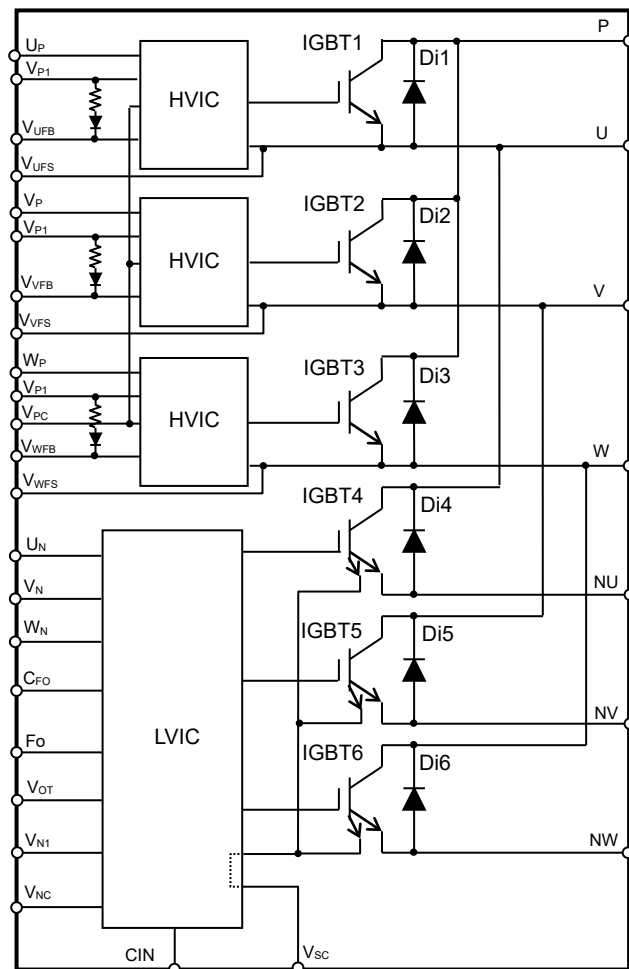 IGBT1
P
UP
VP1
Di1
HVIC
VUFB
U
VUFS
VP
IGBT2
VP1
Di2
HVIC
VVFB
V
VVFS
WP
IGBT3
VP1
Di3
VPC
HVIC
VWFB
W
VWFS
IGBT4
Di4
UN
NU
VN
WN
IGBT5
Di5
CFO
NV
LVIC
Fo
IGBT6
Di6
VOT
VN1
NW
VNC
CIN
VSC